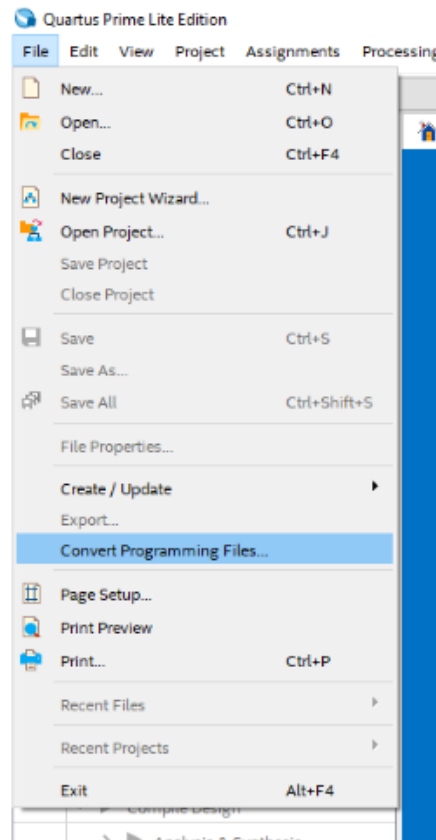 Quartus Prime Lite Edition
File Edit View Project Assignments Processing
New... Ctrl+N
Open... Ctrl+O
Close Ctrl+F4
New Project Wizard...
Open Project... Ctrl+J
Save Project
Close Project
Save Ctrl+S
Save As...
Save All Ctrl+Shift+S
File Properties...
Create / Update
Export...
Convert Programming Files...
Page Setup...
Print Preview
Print... Ctrl+P
Recent Files
Recent Projects
Exit Alt+F4
Compile Design